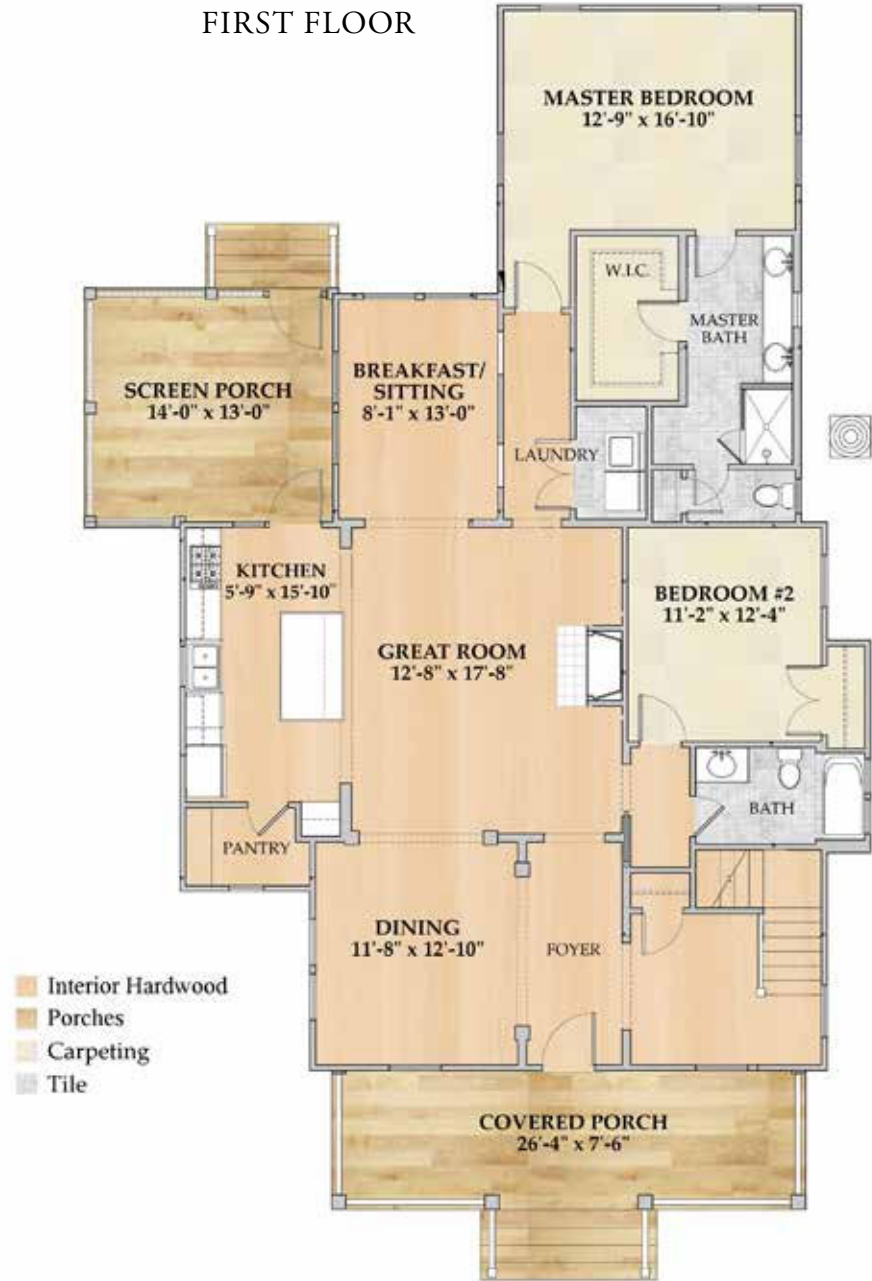 FIRST FLOOR
MASTER BEDROOM
12'-9" x 16'-10"
W.I.C.
MASTER
BATH
SCREEN PORCH
14'-0" x 13'-0"
BREAKFAST/
SITTING
8'-1" x 13'-0"
LAUNDRY
KITCHEN
5'-9" x 15'-10"
BEDROOM #2
11'-2" x 12'-4"
GREAT ROOM
12'-8" x 17'-8"
BATH
PANTRY
DINING
11'-8" x 12'-10"
FOYER
Interior Hardwood
Porches
Carpeting
Tile
COVERED PORCH
26'-4" x 7'-6"